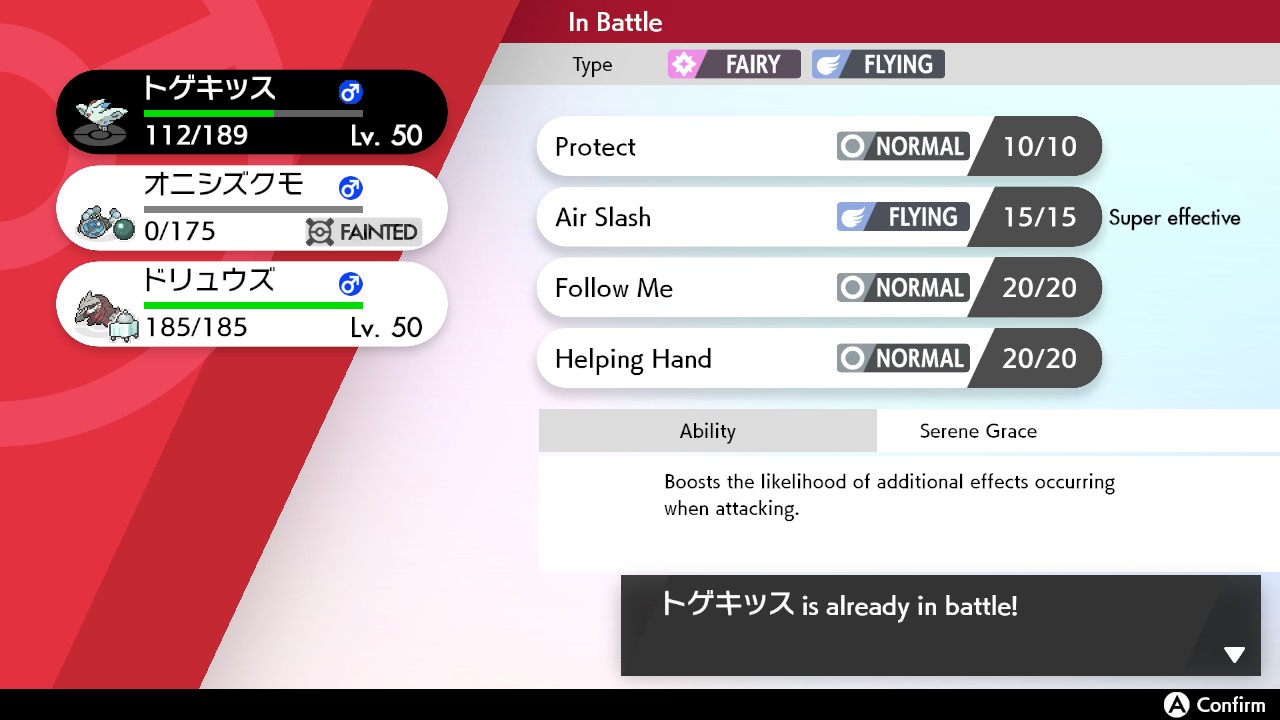 In Battle
Type FAIRY FLYING
トゲキッス
112/189 Lv. 50
オニシズクモ
0/175 FAINTED
ドリュウズ
185/185 Lv. 50
Protect NORMAL 10/10
Air Slash FLYING 15/15 Super effective
Follow Me NORMAL 20/20
Helping Hand NORMAL 20/20
Ability Serene Grace
Boosts the likelihood of additional effects occurring
when attacking.
トゲキッス is already in battle!
A Confirm